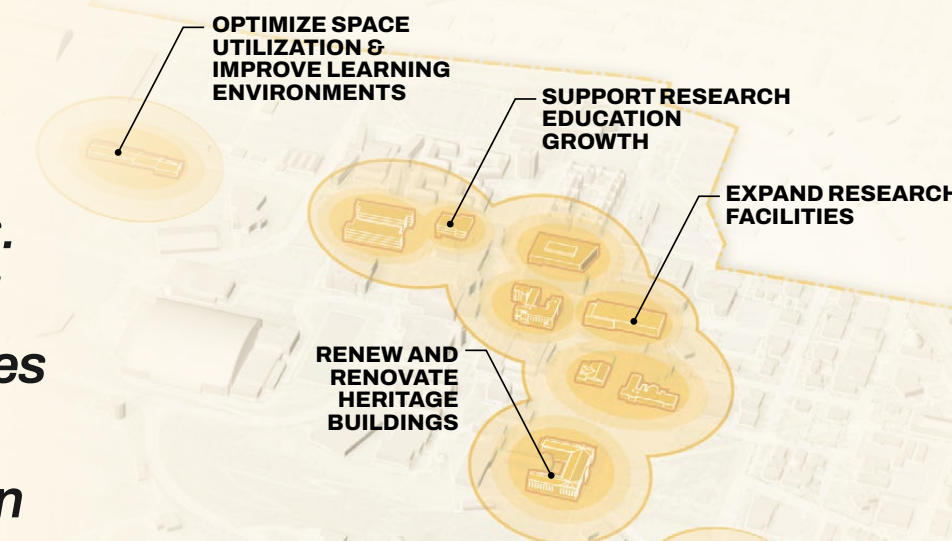 OPTIMIZE SPACE
UTILIZATION &
IMPROVE LEARNING
ENVIRONMENTS
SUPPORT RESEARCH
EDUCATION
GROWTH
EXPAND RESEARCH
FACILITIES
RENEW AND
RENOVATE
HERITAGE
BUILDINGS